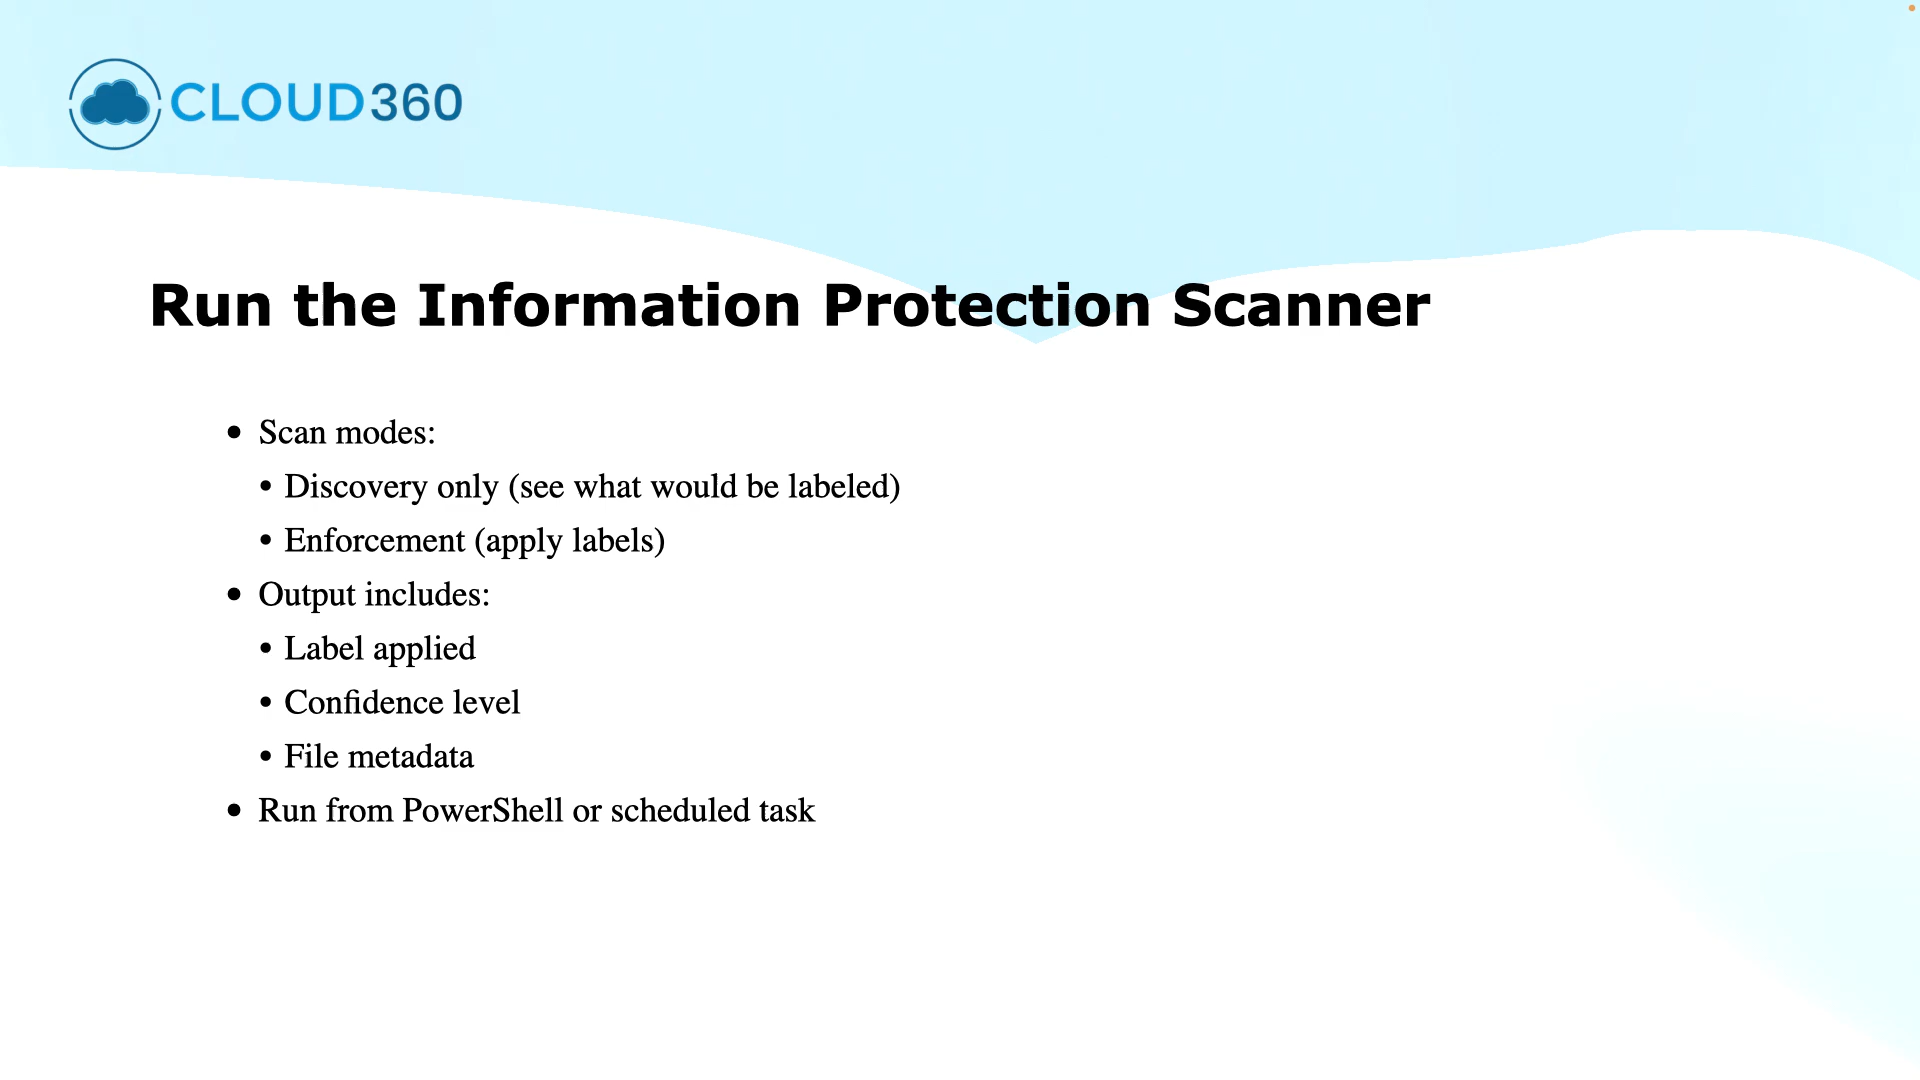 CLOUD360
Run the Information Protection Scanner
• Scan modes:
• Discovery only (see what would be labeled)
• Enforcement (apply labels)
• Output includes:
• Label applied
• Confidence level
• File metadata
• Run from PowerShell or scheduled task